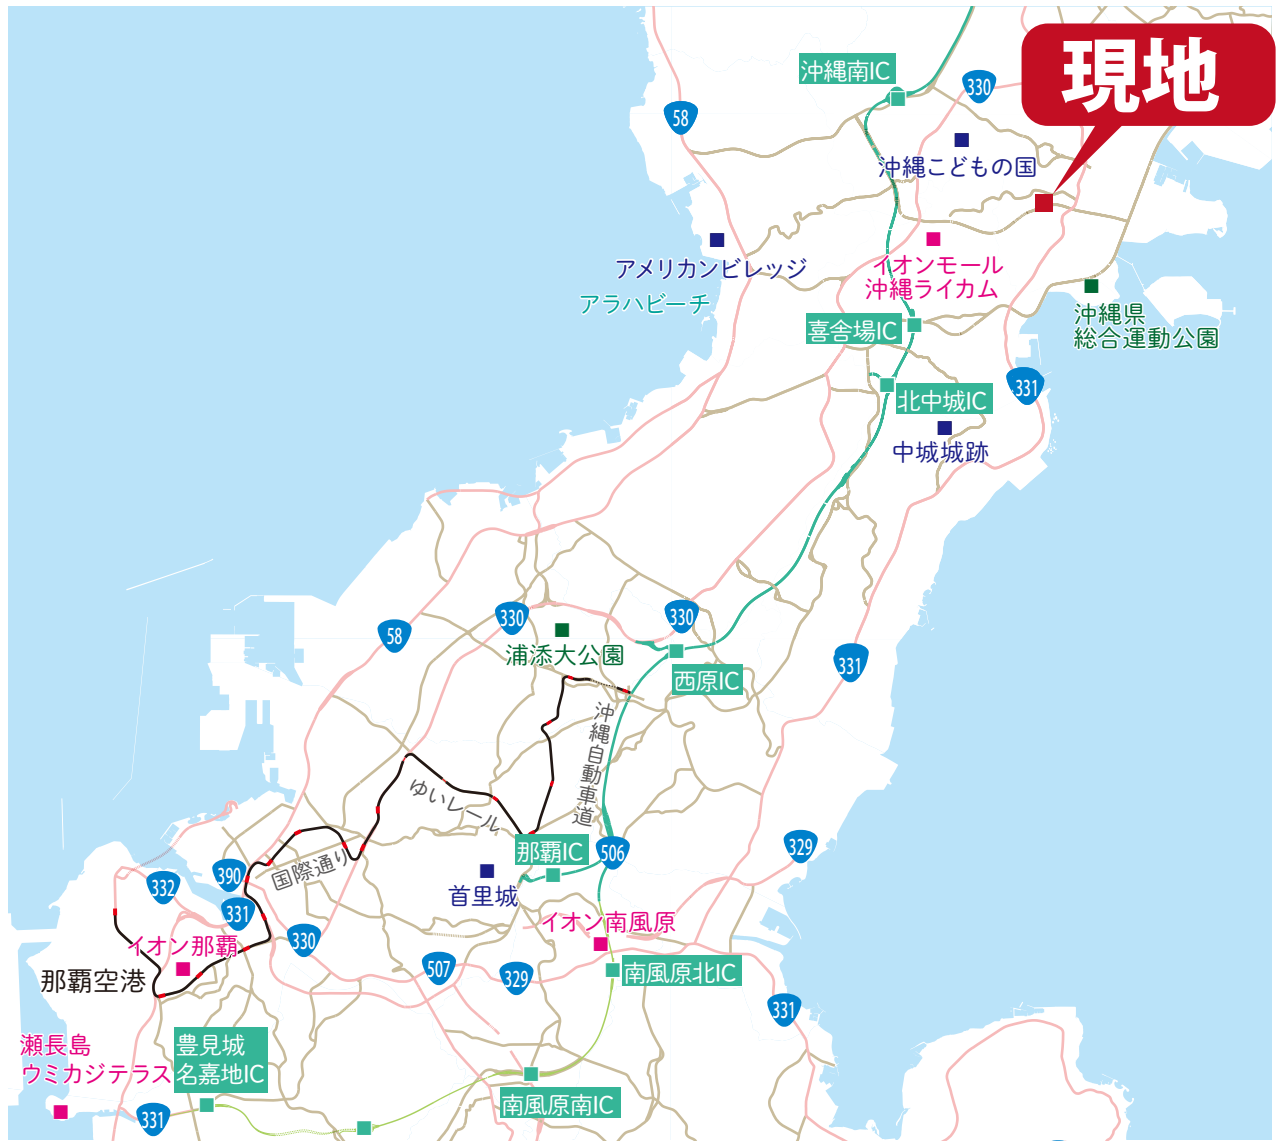 沖縄南IC
330
現地
58
沖縄こどもの国
アメリカンビレッジ
イオンモール
沖縄ライカム
アラハビーチ
沖縄県
総合運動公園
喜舎場IC
331
北中城IC
中城城跡
330
330
58
浦添大公園
331
西原IC
沖縄自動車道
ゆいレール
国際通り
那覇IC
506
329
390
332
首里城
331
イオン南風原
330
イオン那覇
507
329
南風原北IC
那覇空港
331
瀬長島
ウミカジテラス
豊見城
名嘉地IC
南風原南IC
331